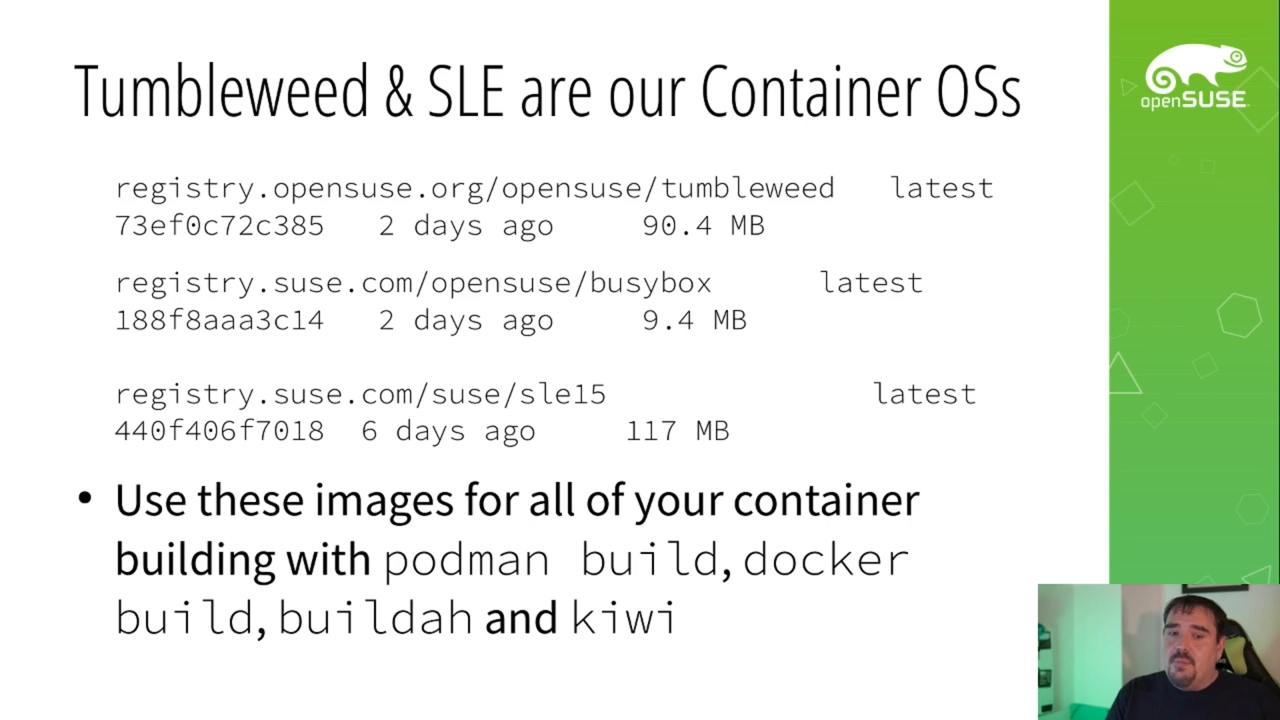 Tumbleweed & SLE are our Container OSs
openSUSE
registry.opensuse.org/opensuse/tumbleweed latest
73ef0c72c385 2 days ago 90.4 MB
registry.suse.com/opensuse/busybox latest
188f8aaa3c14 2 days ago 9.4 MB
registry.suse.com/suse/sle15 latest
440f406f7018 6 days ago 117 MB
• Use these images for all of your container
building with podman build, docker
build, buildah and kiwi